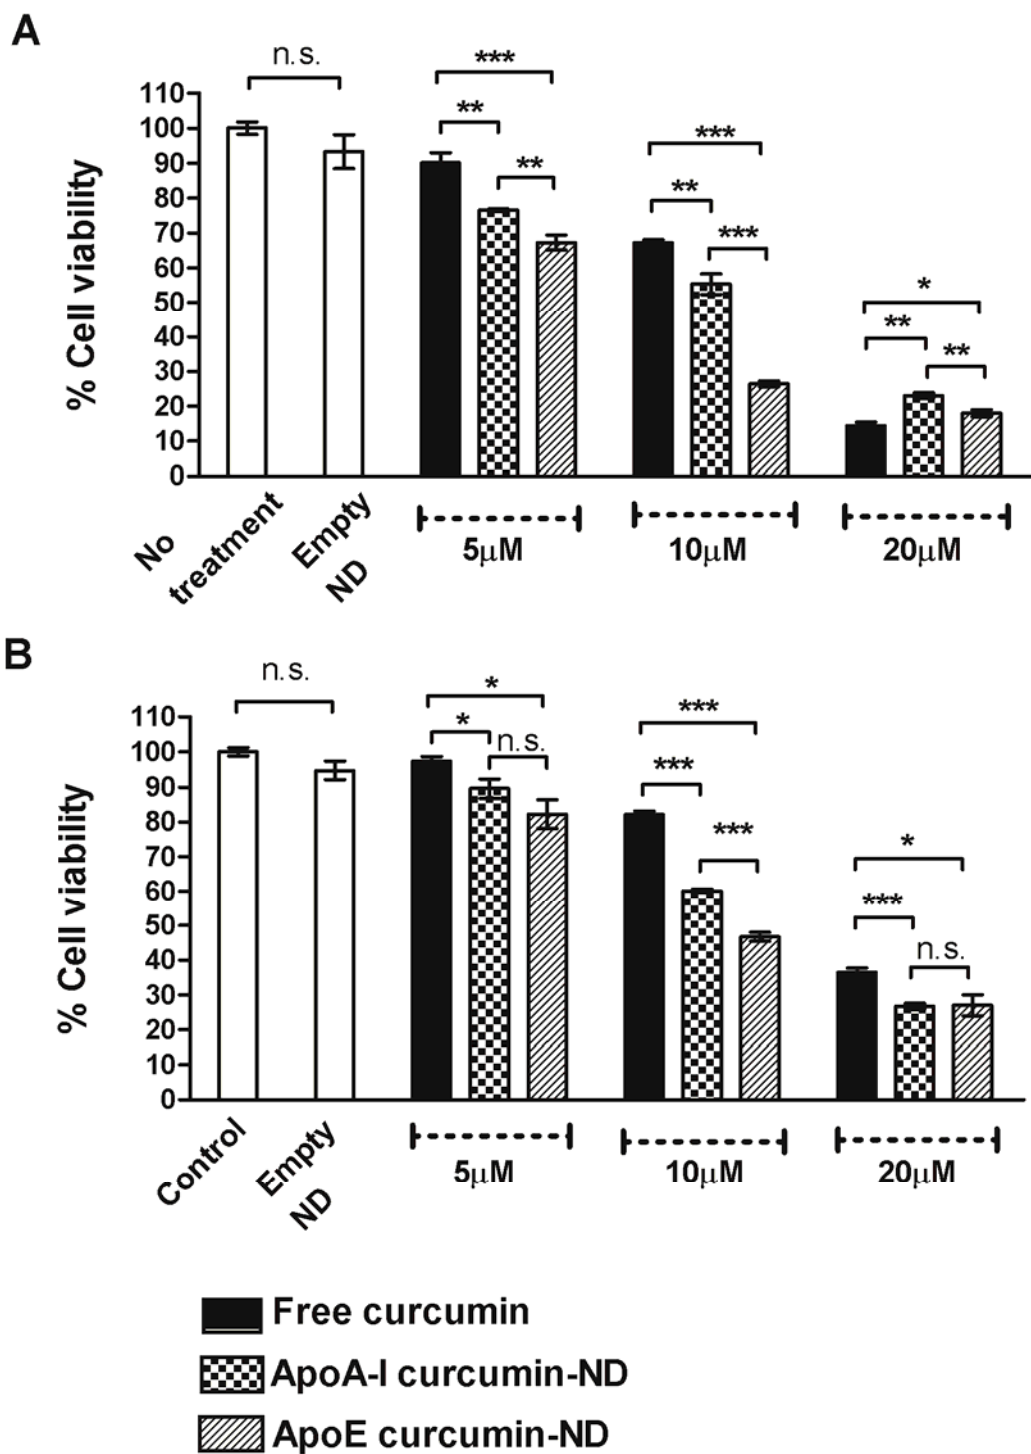 A
n.s.
***
**
**
***
**
***
*
**
**
110
100
90
80
70
60
50
40
30
20
10
0
% Cell viability
No
treatment
Empty
ND
5μM
10μM
20μM
B
n.s.
*
*
n.s.
***
***
***
*
***
n.s.
110
100
90
80
70
60
50
40
30
20
10
0
% Cell viability
Control
Empty
ND
5μM
10μM
20μM
Free curcumin
ApoA-I curcumin-ND
ApoE curcumin-ND